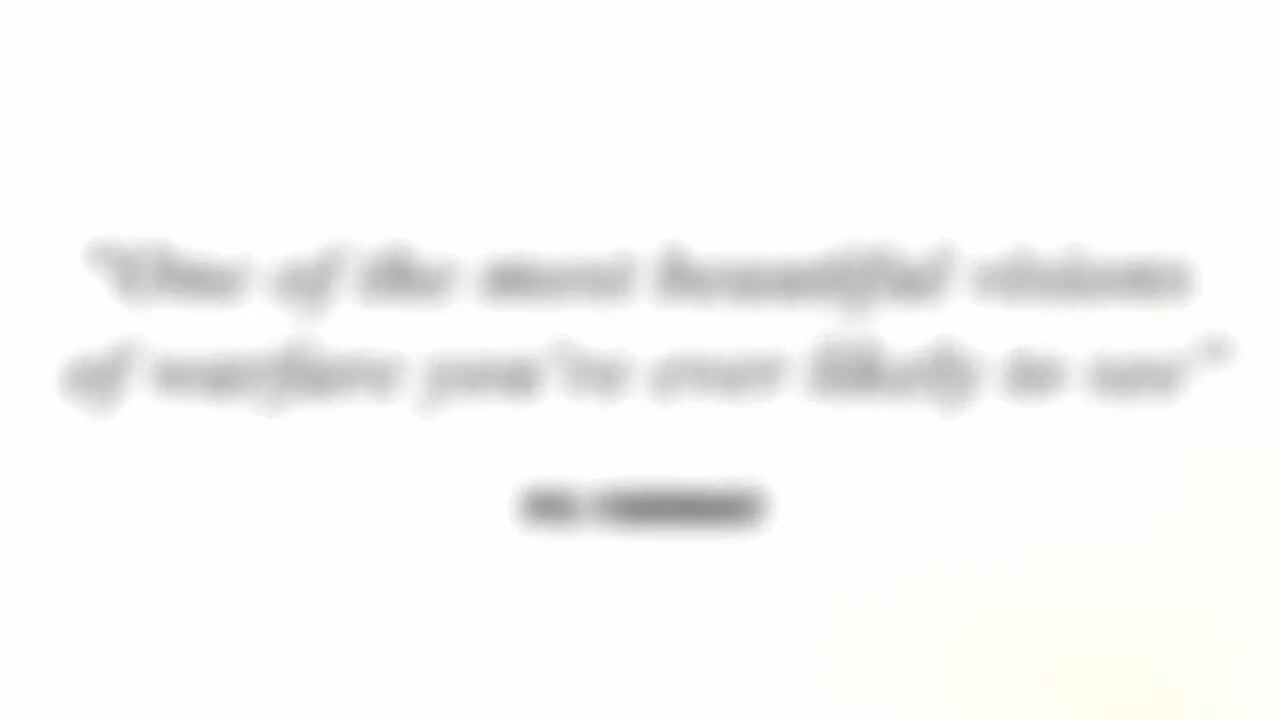 "One of the most beautiful visions
of warfare you're ever likely to see"